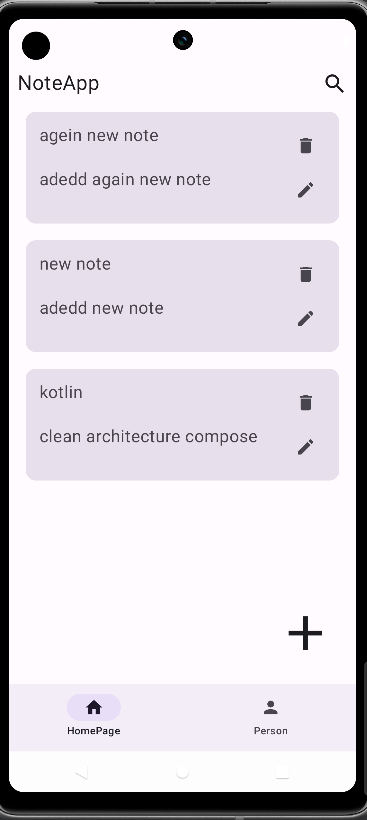 NoteApp
agein new note
adedd again new note
new note
adedd new note
kotlin
clean architecture compose
HomePage
Person